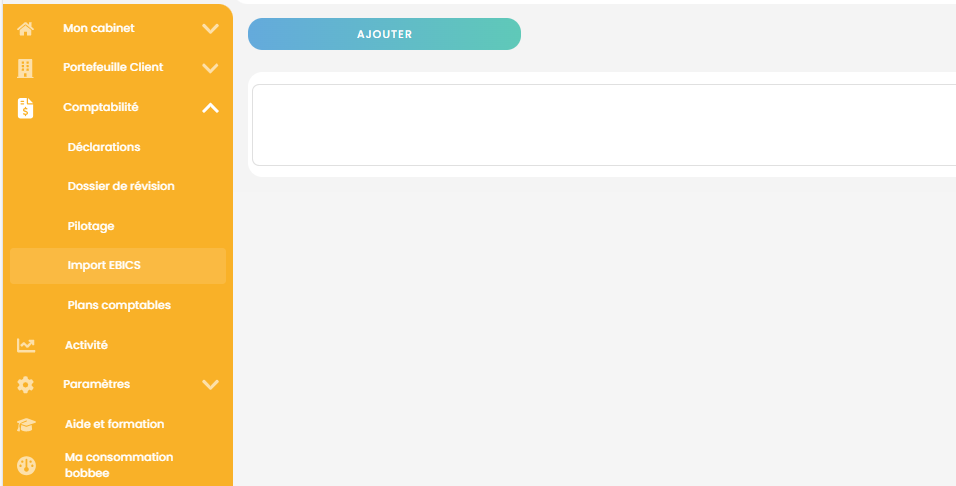 Mon cabinet
AJOUTER
Portefeuille Client
Comptabilité
Déclarations
Dossier de révision
Pilotage
Import EBICS
Plans comptables
Activité
Paramètres
Aide et formation
Ma consommation
bobbee